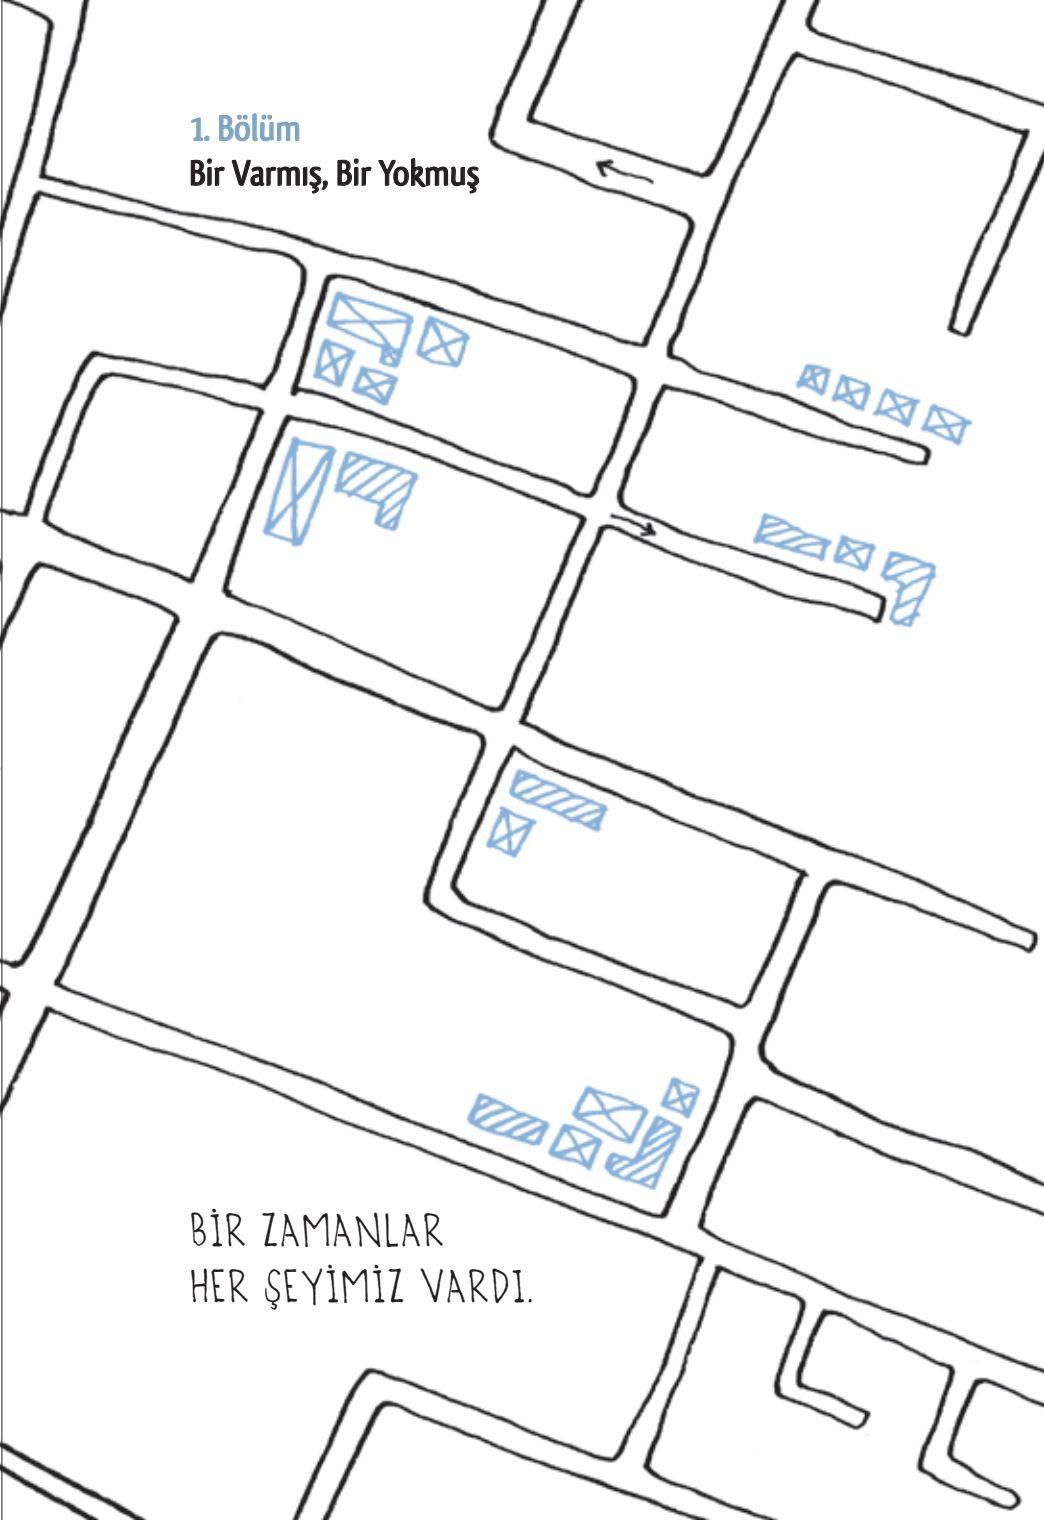 1. Bölüm
Bir Varmış, Bir Yokmuş
BİR ZAMANLAR
HER ŞEYİMİZ VARDI.